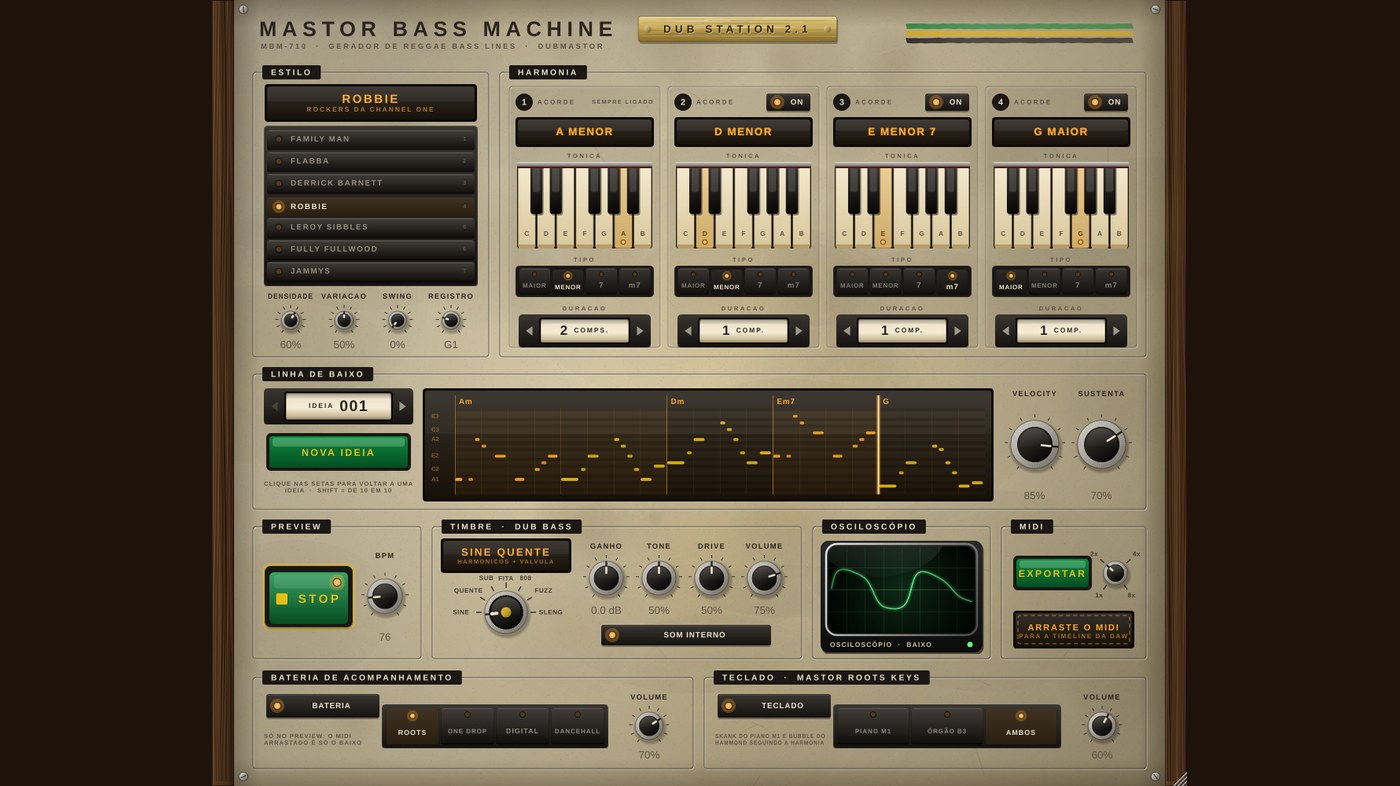 MASTOR BASS MACHINE
MBM-710 · GERADOR DE REGGAE BASS LINES · DUBMASTOR
DUB STATION 2.1
ESTILO
ROBBIE
ROCKERS DA CHANNEL ONE
FAMILY MAN 1
FLABBA 2
DERRICK BARNETT 3
ROBBIE 4
LEROY SIBBLES 5
FULLY FULLWOOD 6
JAMMYS 7
DENSIDADE VARIACAO SWING REGISTRO
60% 50% 0% G1
HARMONIA
1 ACORDE SEMPRE LIGADO
A MENOR
TONICA
C D E F G A B
TIPO
MAIOR MENOR 7 m7
DURACAO
2 COMPS.
2 ACORDE ON
D MENOR
TONICA
C D E F G A B
TIPO
MAIOR MENOR 7 m7
DURACAO
1 COMP.
3 ACORDE ON
E MENOR 7
TONICA
C D E F G A B
TIPO
MAIOR MENOR 7 m7
DURACAO
1 COMP.
4 ACORDE ON
G MAIOR
TONICA
C D E F G A B
TIPO
MAIOR MENOR 7 m7
DURACAO
1 COMP.
LINHA DE BAIXO
IDEIA 001
NOVA IDEIA
CLIQUE NAS SETAS PARA VOLTAR A UMA
IDEIA · SHIFT = DE 10 EM 10
Am Dm Em7 G
E3
C3
A2
E2
C2
A1
VELOCITY SUSTENTA
85% 70%
PREVIEW
STOP
BPM
76
TIMBRE · DUB BASS
SINE QUENTE
HARMONICOS + VALVULA
SUB FITA 808
QUENTE FUZZ
SINE SLENG
GANHO TONE DRIVE VOLUME
0.0 dB 50% 50% 75%
SOM INTERNO
OSCILOSCÓPIO
OSCILOSCÓPIO · BAIXO
MIDI
EXPORTAR
2x 4x
1x 8x
ARRASTE O MIDI
PARA A TIMELINE DA DAW
BATERIA DE ACOMPANHAMENTO
BATERIA
SÓ NO PREVIEW: O MIDI
ARRASTADO É SÓ O BAIXO
ROOTS ONE DROP DIGITAL DANCEHALL
VOLUME
70%
TECLADO · MASTOR ROOTS KEYS
TECLADO
SKANK DO PIANO M1 E BUBBLE DO
HAMMOND SEGUINDO A HARMONIA
PIANO M1 ÓRGÃO B3 AMBOS
VOLUME
60%